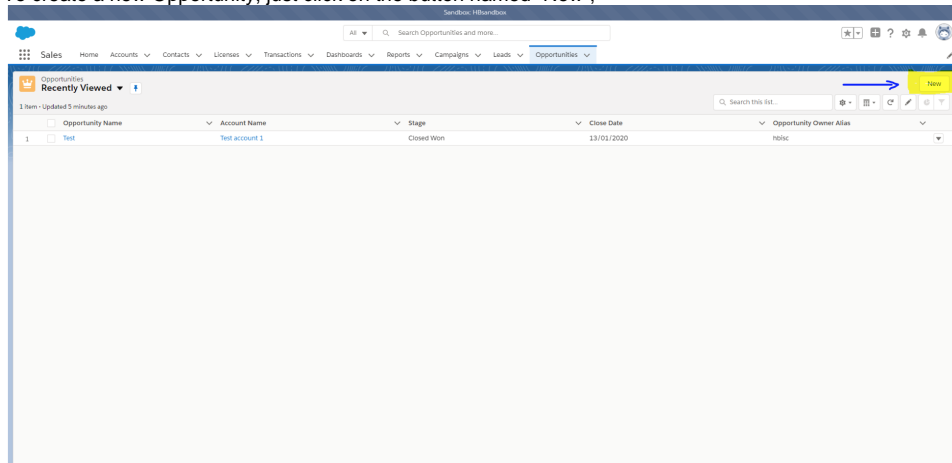 To create a new Opportunity, just click on the button named "New",
Sandbox: HBsandbox
All Search Opportunities and more...
Sales Home Accounts Contacts Licenses Transactions Dashboards Reports Campaigns Leads Opportunities
Opportunities
Recently Viewed
New
1 item • Updated 5 minutes ago
Search this list...
Opportunity Name Account Name Stage Close Date Opportunity Owner Alias
1 Test Test account 1 Closed Won 13/01/2020